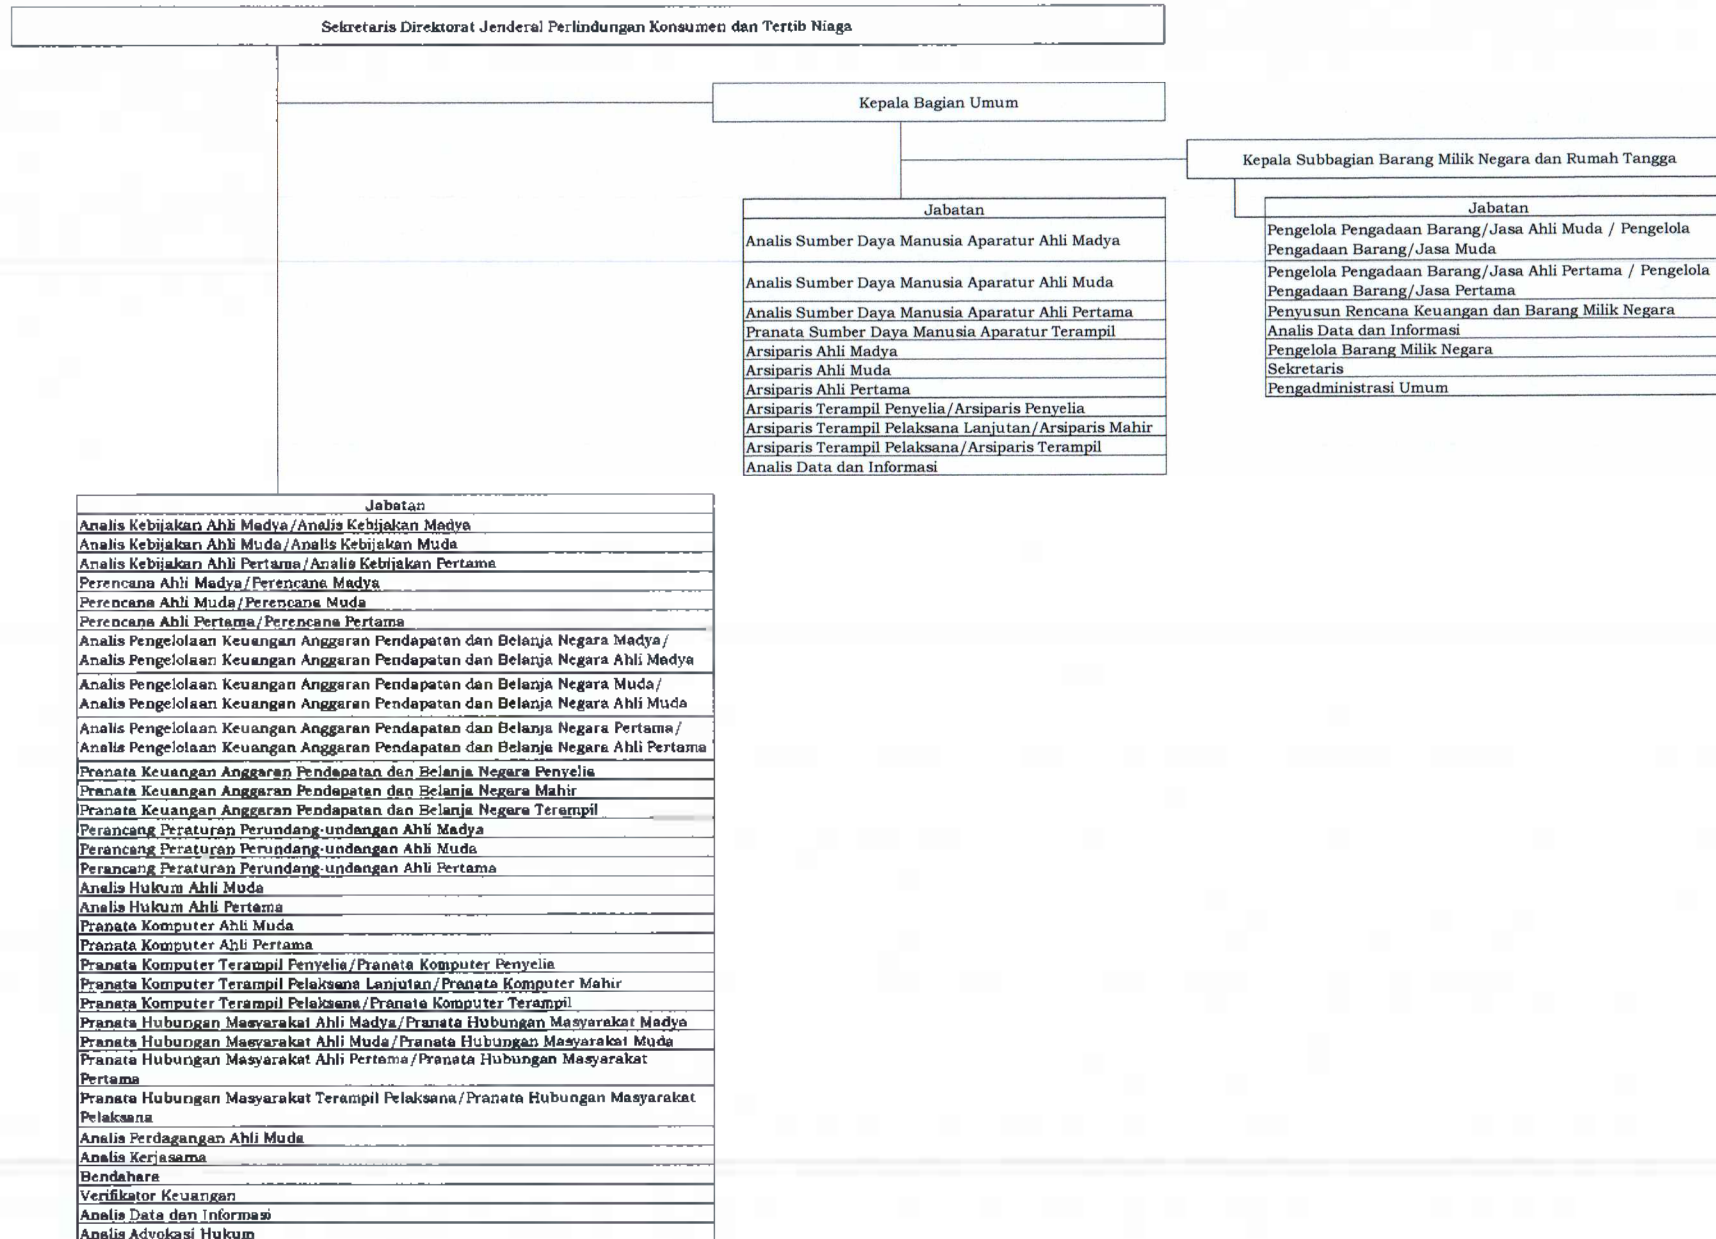 Sekretaris Direktorat Jenderal Perlindungan Konsumen dan Tertib Niaga
Kepala Bagian Umum
Kepala Subbagian Barang Milik Negara dan Rumah Tangga
Jabatan
Analis Sumber Daya Manusia Aparatur Ahli Madya
Analis Sumber Daya Manusia Aparatur Ahli Muda
Analis Sumber Daya Manusia Aparatur Ahli Pertama
Pranata Sumber Daya Manusia Aparatur Terampil
Arsiparis Ahli Madya
Arsiparis Ahli Muda
Arsiparis Ahli Pertama
Arsiparis Terampil Penyelia/Arsiparis Penyelia
Arsiparis Terampil Pelaksana Lanjutan/Arsiparis Mahir
Arsiparis Terampil Pelaksana/Arsiparis Terampil
Analis Data dan Informasi
Jabatan
Pengelola Pengadaan Barang/Jasa Ahli Muda / Pengelola
Pengadaan Barang/Jasa Muda
Pengelola Pengadaan Barang/Jasa Ahli Pertama / Pengelola
Pengadaan Barang/Jasa Pertama
Penyusun Rencana Keuangan dan Barang Milik Negara
Analis Data dan Informasi
Pengelola Barang Milik Negara
Sekretaris
Pengadministrasi Umum
Jabatan
Analis Kebijakan Ahli Madya/Analis Kebijakan Madya
Analis Kebijakan Ahli Muda/Analis Kebijakan Muda
Analis Kebijakan Ahli Pertama/Analis Kebijakan Pertama
Perencana Ahli Madya/Perencana Madya
Perencana Ahli Muda/Perencana Muda
Perencana Ahli Pertama/Perencana Pertama
Analis Pengelolaan Keuangan Anggaran Pendapatan dan Belanja Negara Madya/
Analis Pengelolaan Keuangan Anggaran Pendapatan dan Belanja Negara Ahli Madya
Analis Pengelolaan Keuangan Anggaran Pendapatan dan Belanja Negara Muda/
Analis Pengelolaan Keuangan Anggaran Pendapatan dan Belanja Negara Ahli Muda
Analis Pengelolaan Keuangan Anggaran Pendapatan dan Belanja Negara Pertama/
Analis Pengelolaan Keuangan Anggaran Pendapatan dan Belanja Negara Ahli Pertama
Pranata Keuangan Anggaran Pendapatan dan Belanja Negara Penyelia
Pranata Keuangan Anggaran Pendapatan dan Belanja Negara Mahir
Pranata Keuangan Anggaran Pendapatan dan Belanja Negara Terampil
Perancang Peraturan Perundang-undangan Ahli Madya
Perancang Peraturan Perundang-undangan Ahli Muda
Perancang Peraturan Perundang-undangan Ahli Pertama
Analis Hukum Ahli Muda
Analis Hukum Ahli Pertama
Pranata Komputer Ahli Muda
Pranata Komputer Ahli Pertama
Pranata Komputer Terampil Penyelia/Pranata Komputer Penyelia
Pranata Komputer Terampil Pelaksana Lanjutan/Pranata Komputer Mahir
Pranata Komputer Terampil Pelaksana/Pranata Komputer Terampil
Pranata Hubungan Masyarakat Ahli Madya/Pranata Hubungan Masyarakat Madya
Pranata Hubungan Masyarakat Ahli Muda/Pranata Hubungan Masyarakat Muda
Pranata Hubungan Masyarakat Ahli Pertama/Pranata Hubungan Masyarakat
Pertama
Pranata Hubungan Masyarakat Terampil Pelaksana/Pranata Hubungan Masyarakat
Pelaksana
Analis Perdagangan Ahli Muda
Analis Kerjasama
Bendahara
Verifikator Keuangan
Analis Data dan Informasi
Analis Advokasi Hukum